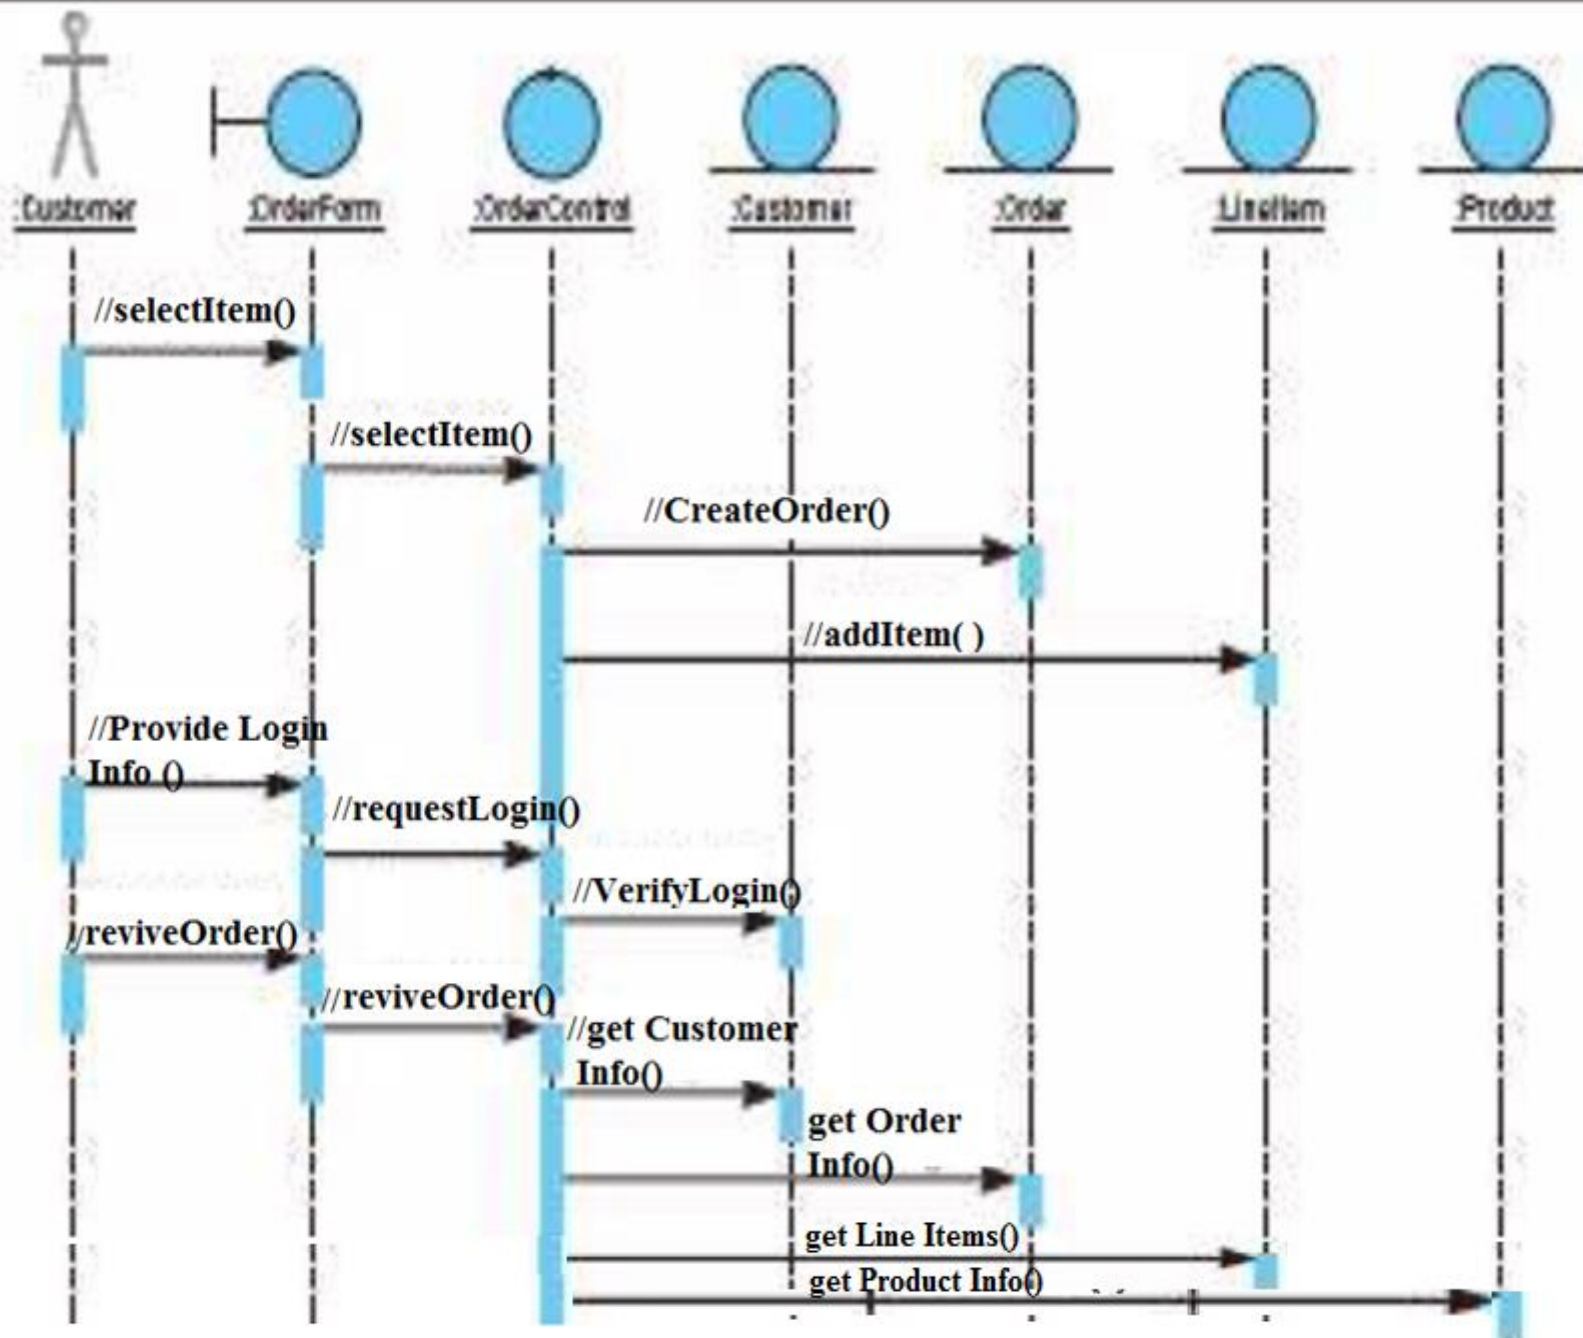 :Customer
:OrderForm
:OrderControl
:Customer
:Order
:LineItem
:Product
//selectItem()
//selectItem()
//CreateOrder()
//addItem( )
//Provide Login
Info ()
//requestLogin()
//VerifyLogin()
//reviveOrder()
//reviveOrder()
//get Customer
Info()
get Order
Info()
get Line Items()
get Product Info()